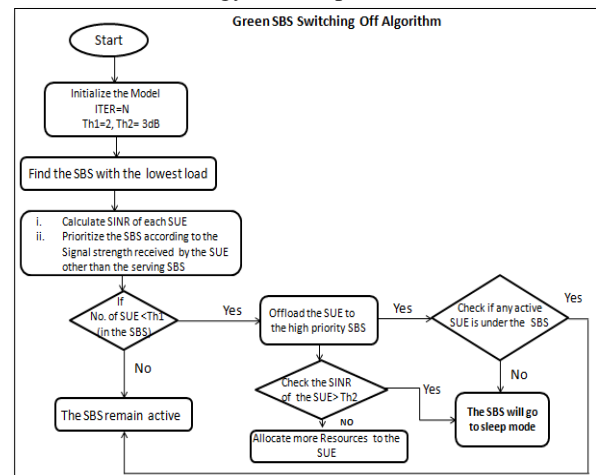 Green SBS Switching Off Algorithm
Start
Initialize the Model
ITER=N
Th1=2, Th2= 3dB
Find the SBS with the lowest load
i. Calculate SINR of each SUE
ii. Prioritize the SBS according to the
Signal strength received by the SUE
other than the serving SBS
If
No. of SUE <Th1
(in the SBS)
Yes
Offload the SUE to
the high priority SBS
Yes
Check if any active
SUE is under the SBS
Yes
No
The SBS remain active
Check the SINR
of the SUE> Th2
Yes
No
The SBS will go
to sleep mode
NO
Allocate more Resources to the
SUE